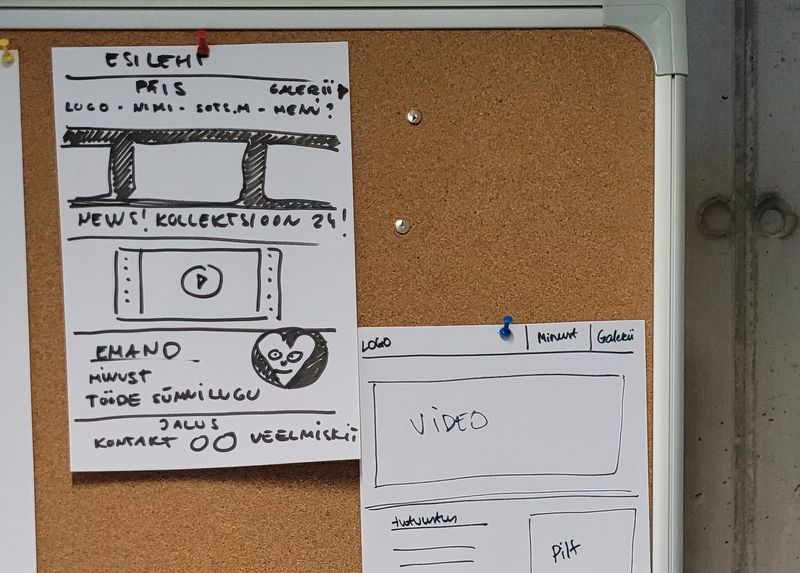 ESILEHT
PÄIS GALERII
LOGO - NIMI - SOTS.M - MENÜ?
NEWS! KOLLEKTSIOON 24!
EMAND
MINUST
TÖÖDE SÜNNILUGU
JALUS
KONTAKT VEELMISKII
LOGO Minust Galerii
VIDEO
tutvustus
Pilt